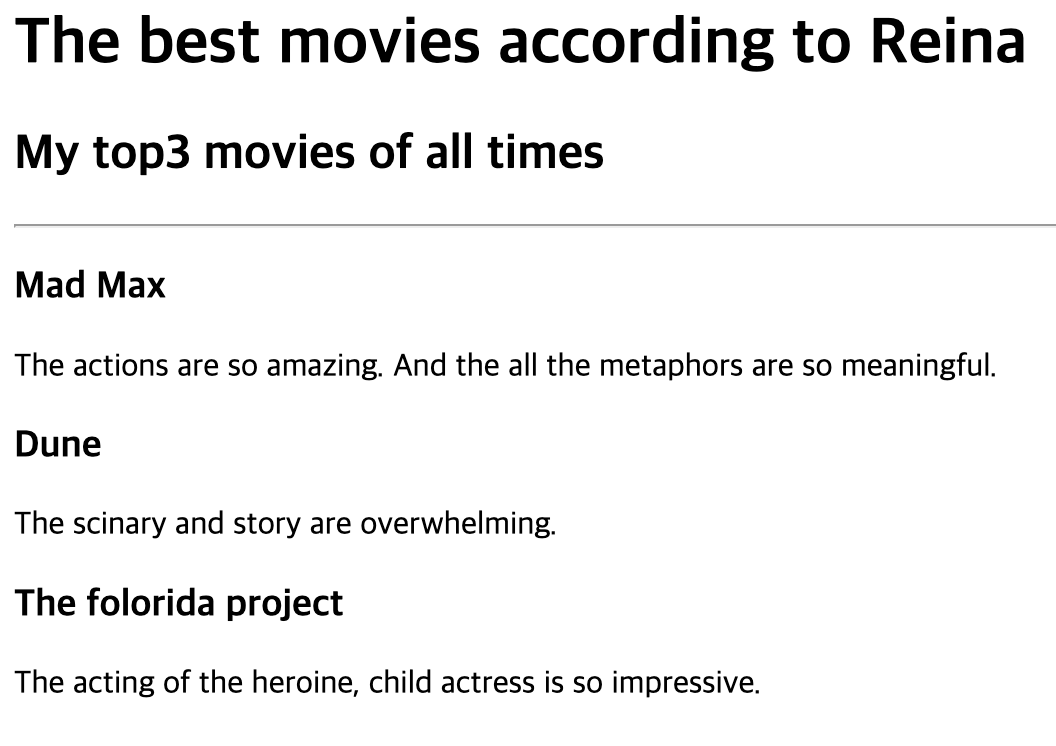 The best movies according to Reina
My top3 movies of all times
Mad Max
The actions are so amazing. And the all the metaphors are so meaningful.
Dune
The scinary and story are overwhelming.
The folorida project
The acting of the heroine, child actress is so impressive.